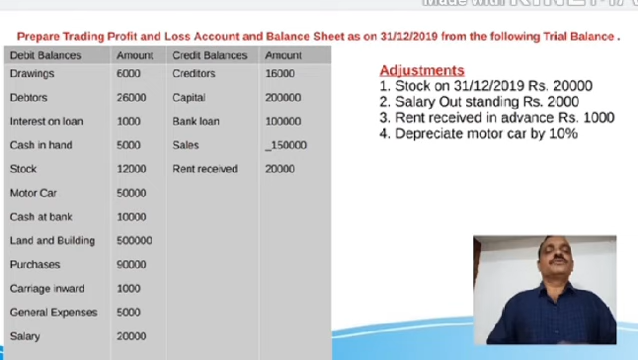 Made with
Prepare Trading Profit and Loss Account and Balance Sheet as on 31/12/2019 from the following Trial Balance .
Debit Balances Amount Credit Balances Amount
Drawings 6000 Creditors 16000
Debtors 26000 Capital 200000
Interest on loan 1000 Bank loan 100000
Cash in hand 5000 Sales _150000
Stock 12000 Rent received 20000
Motor Car 50000
Cash at bank 10000
Land and Building 500000
Purchases 90000
Carriage inward 1000
General Expenses 5000
Salary 20000
Adjustments
1. Stock on 31/12/2019 Rs. 20000
2. Salary Out standing Rs. 2000
3. Rent received in advance Rs. 1000
4. Depreciate motor car by 10%